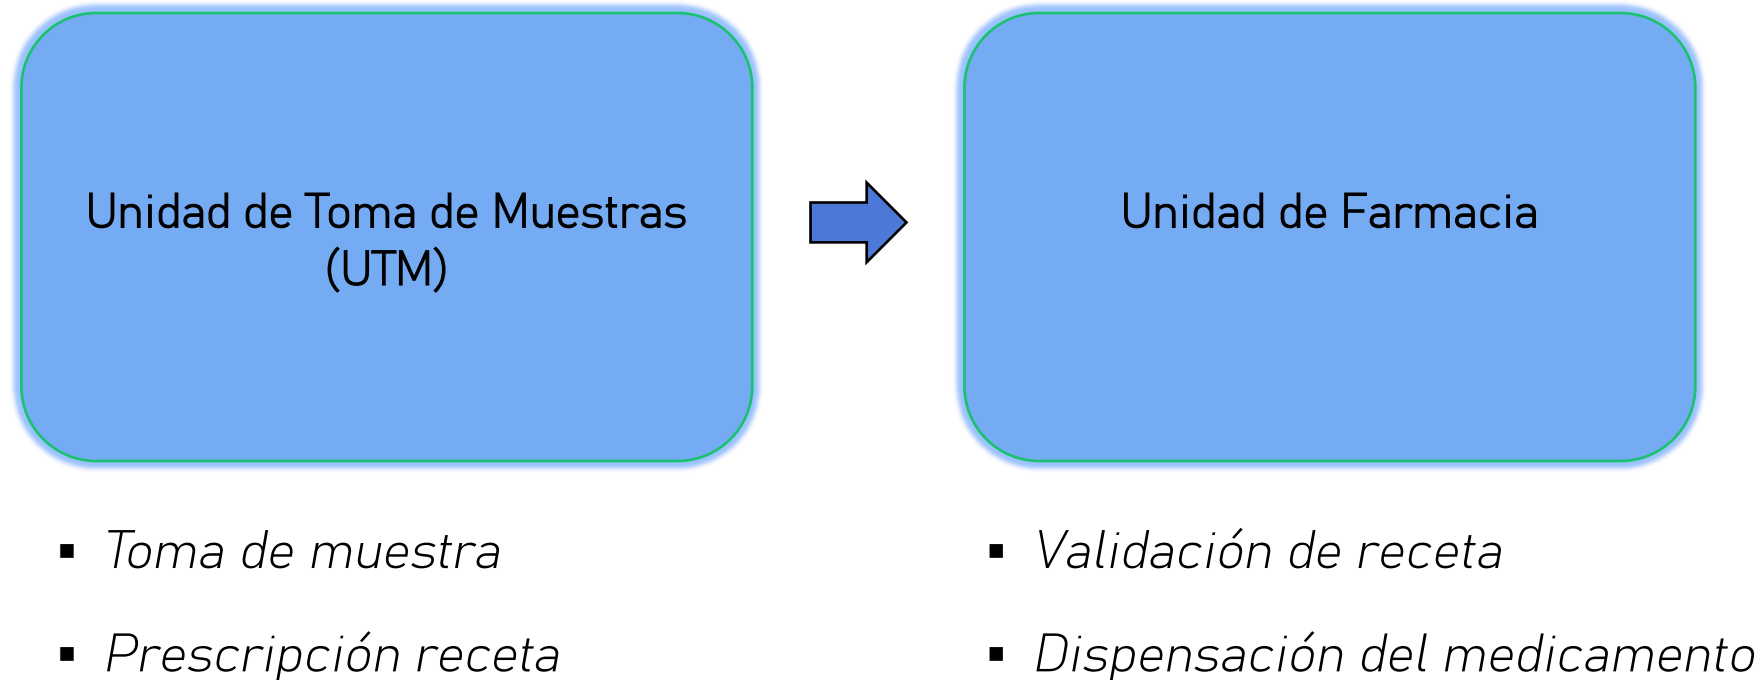 Unidad de Toma de Muestras
(UTM)
Unidad de Farmacia
▪ Toma de muestra
▪ Prescripción receta
▪ Validación de receta
▪ Dispensación del medicamento